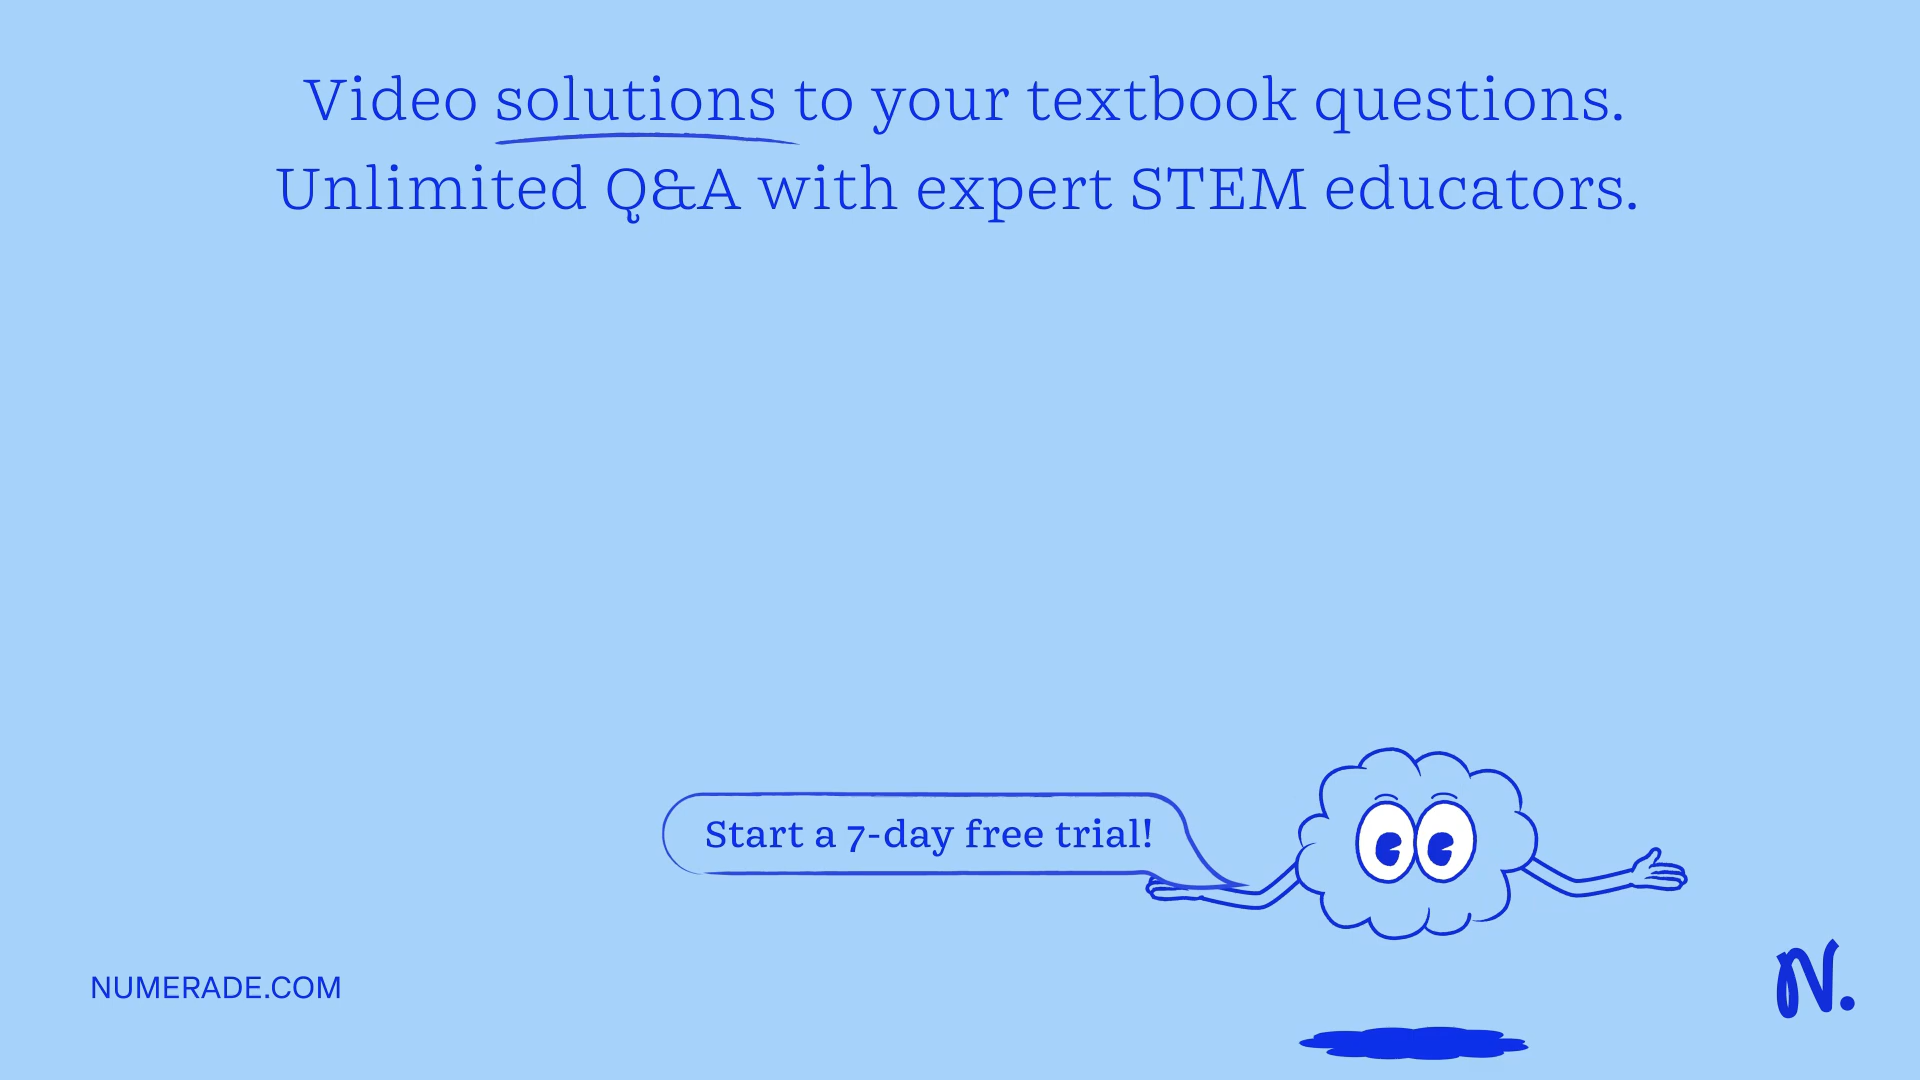 Video solutions to your textbook questions.
Unlimited Q&A with expert STEM educators.
Start a 7-day free trial!
NUMERADE.COM
N.